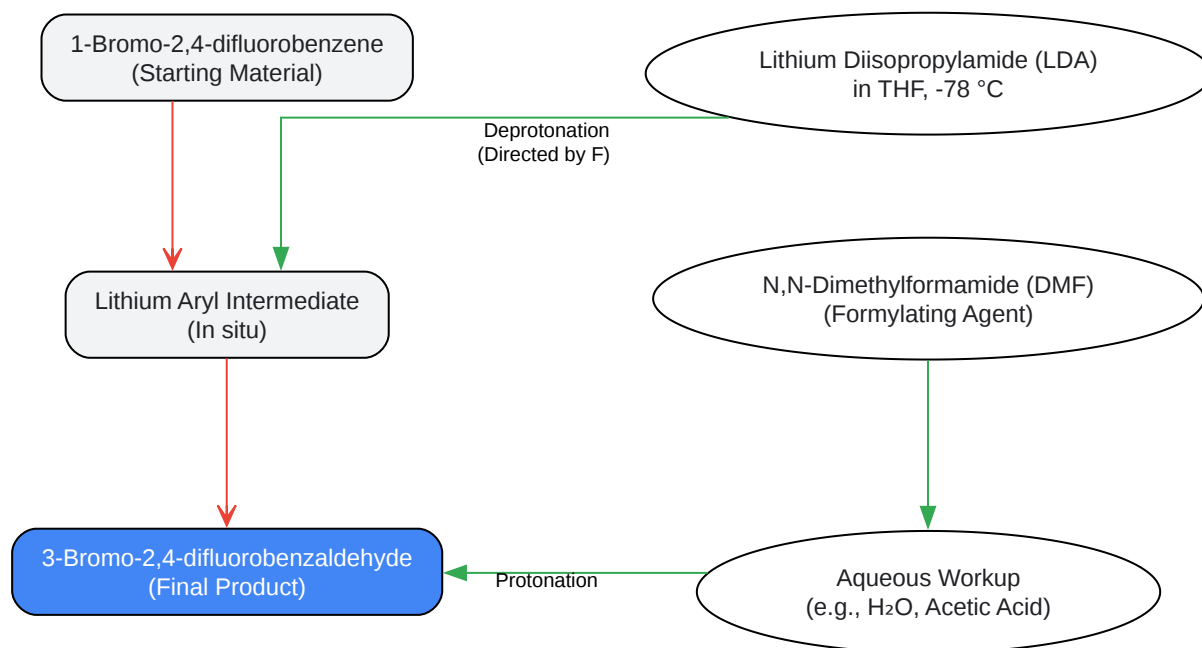 1-Bromo-2,4-difluorobenzene
(Starting Material)
Lithium Diisopropylamide (LDA)
in THF, -78 °C
Deprotonation
(Directed by F)
Lithium Aryl Intermediate
(In situ)
N,N-Dimethylformamide (DMF)
(Formylating Agent)
3-Bromo-2,4-difluorobenzaldehyde
(Final Product)
Protonation
Aqueous Workup
(e.g., H₂O, Acetic Acid)